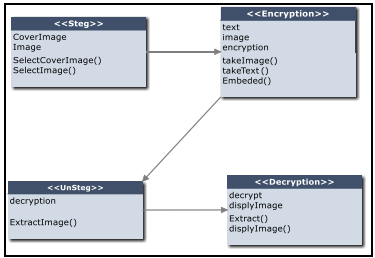 <<Steg>>
CoverImage
Image
SelectCoverImage()
SelectImage()
<<Encryption>>
text
image
encryption
takeImage()
takeText()
Embeded()
<<UnSteg>>
decryption
ExtractImage()
<<Decryption>>
decrypt
displyImage
Extract()
displyImage()